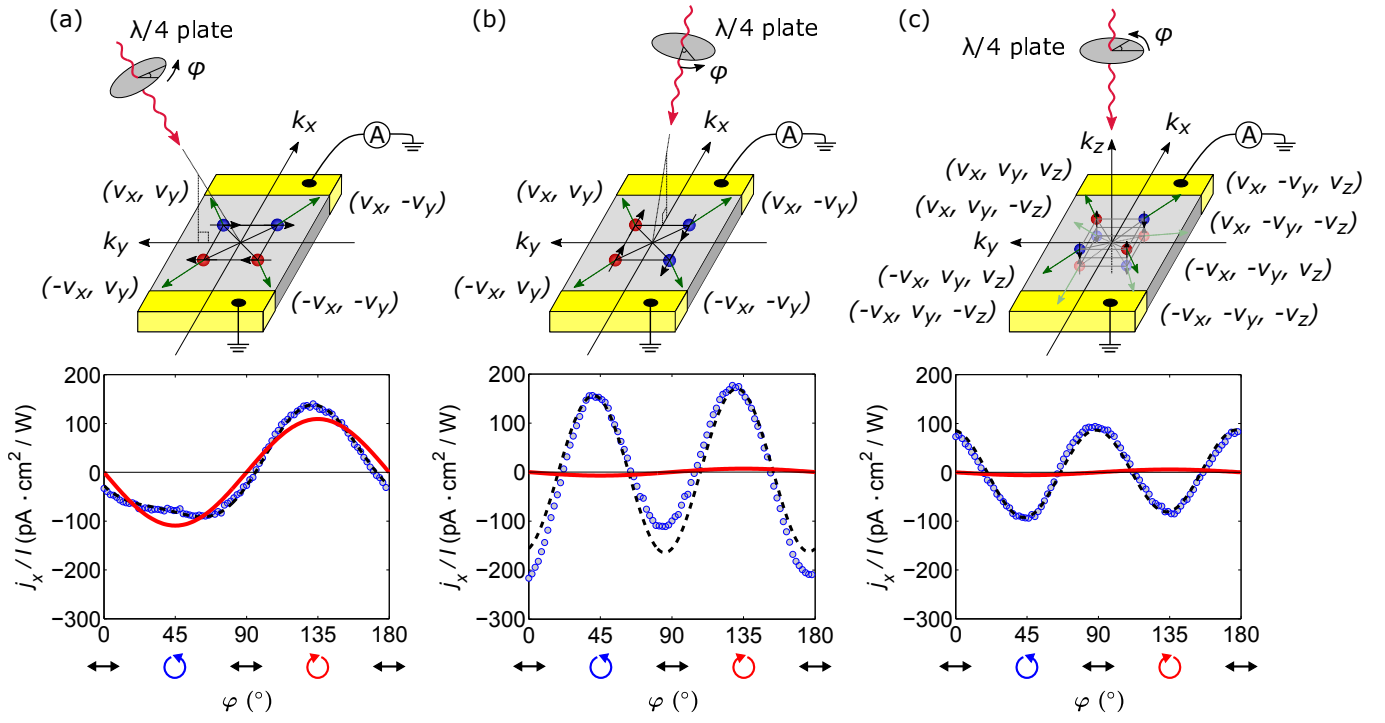 (a)
λ/4 plate
φ
k_x
A
(v_x, v_y)
(v_x, -v_y)
k_y
(-v_x, v_y)
(-v_x, -v_y)
j_x / I (pA · cm² / W)
200
100
0
−100
−200
−300
0 45 90 135 180
φ (°)
(b)
λ/4 plate
φ
k_x
A
(v_x, v_y)
(v_x, -v_y)
k_y
(-v_x, v_y)
(-v_x, -v_y)
j_x / I (pA · cm² / W)
200
100
0
−100
−200
−300
0 45 90 135 180
φ (°)
(c)
λ/4 plate
φ
k_z
k_x
A
(v_x, v_y, v_z)
(v_x, -v_y, v_z)
(v_x, v_y, -v_z)
(v_x, -v_y, -v_z)
k_y
(-v_x, v_y, v_z)
(-v_x, -v_y, v_z)
(-v_x, v_y, -v_z)
(-v_x, -v_y, -v_z)
j_x / I (pA · cm² / W)
200
100
0
−100
−200
−300
0 45 90 135 180
φ (°)